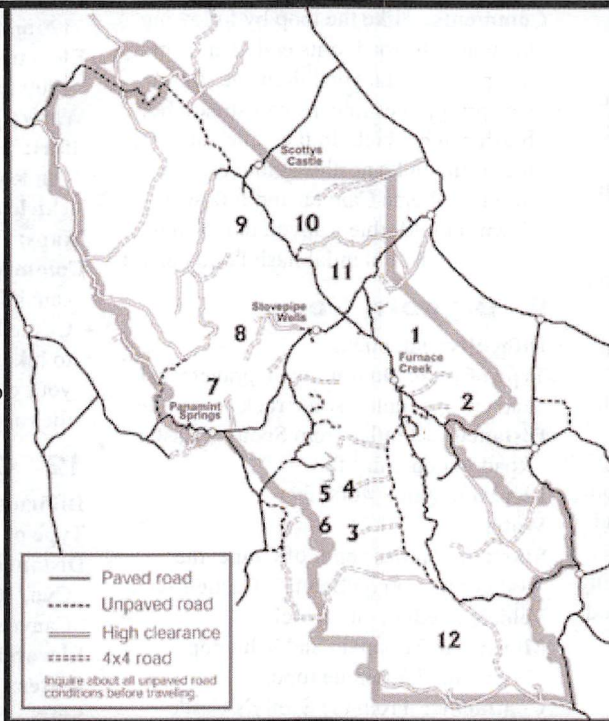 Scottys
Castle
9
10
11
Stovepipe
Wells
8
1
Furnace
Creek
7
2
Panamint
Springs
5
4
6
3
12
Paved road
Unpaved road
High clearance
4x4 road
Inquire about all unpaved road
conditions before traveling.